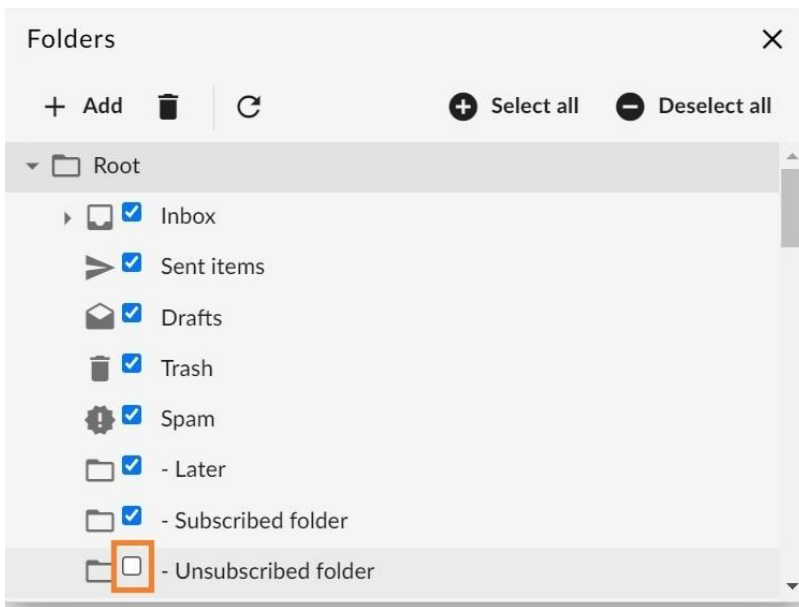 Folders
Add Select all Deselect all
Root
Inbox
Sent items
Drafts
Trash
Spam
- Later
- Subscribed folder
- Unsubscribed folder